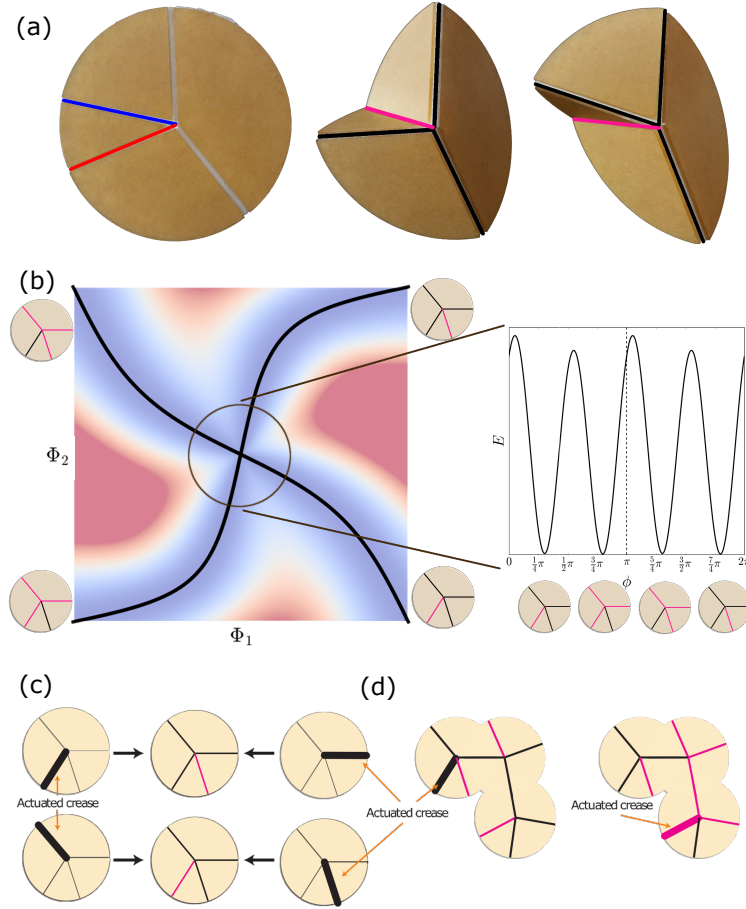 (a)
(b)
Φ₂
Φ₁
E
0 1/4π 1/2π 3/4π π 5/4π 3/2π 7/4π 2π
ϕ
(c)
(d)
Actuated crease
Actuated crease
Actuated crease